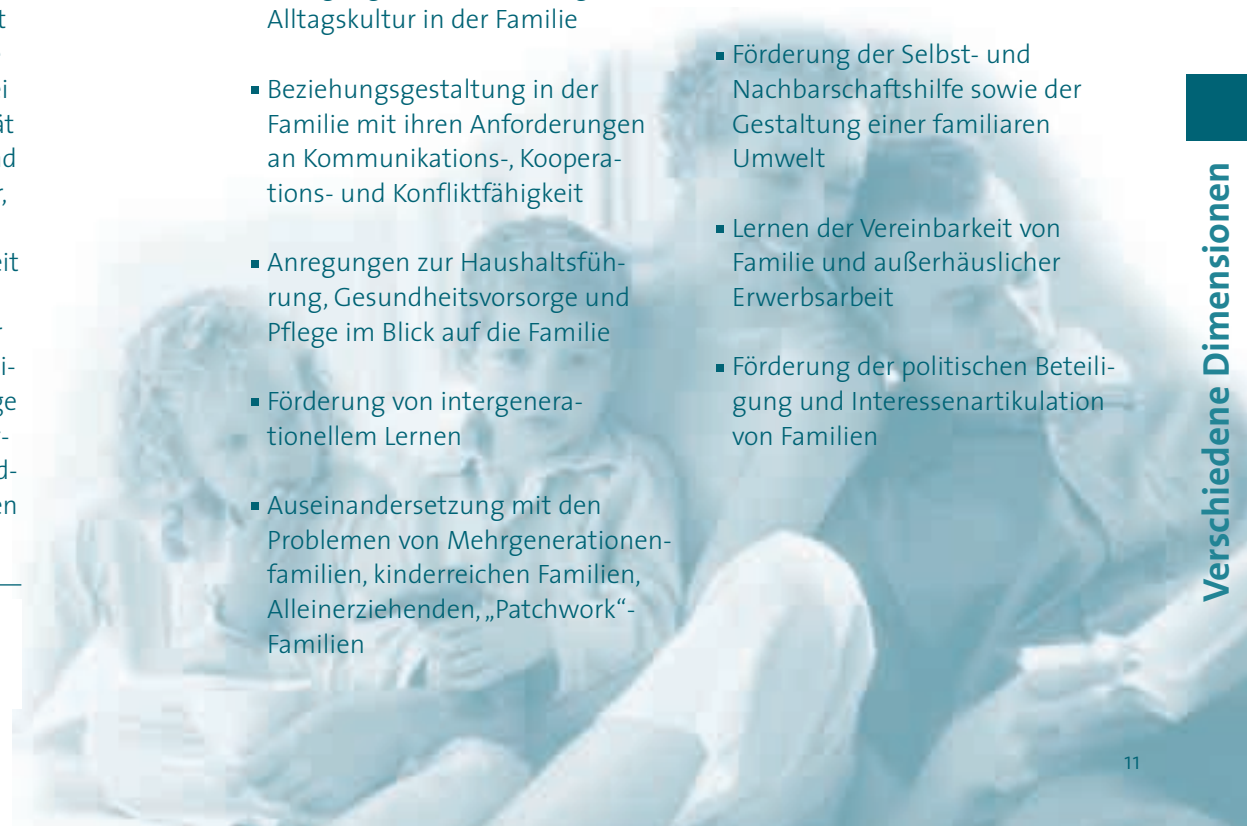 t
-
i
ät
d
r,
eit
r
i-
ge
-
d-
en
Alltagskultur in der Familie
▪ Beziehungsgestaltung in der
Familie mit ihren Anforderungen
an Kommunikations-, Koopera-
tions- und Konfliktfähigkeit
▪ Anregungen zur Haushaltsfüh-
rung, Gesundheitsvorsorge und
Pflege im Blick auf die Familie
▪ Förderung von intergenera-
tionellem Lernen
▪ Auseinandersetzung mit den
Problemen von Mehrgenerationen-
familien, kinderreichen Familien,
Alleinerziehenden, „Patchwork“-
Familien
▪ Förderung der Selbst- und
Nachbarschaftshilfe sowie der
Gestaltung einer familiaren
Umwelt
▪ Lernen der Vereinbarkeit von
Familie und außerhäuslicher
Erwerbsarbeit
▪ Förderung der politischen Beteili-
gung und Interessenartikulation
von Familien
Verschiedene Dimensionen
11